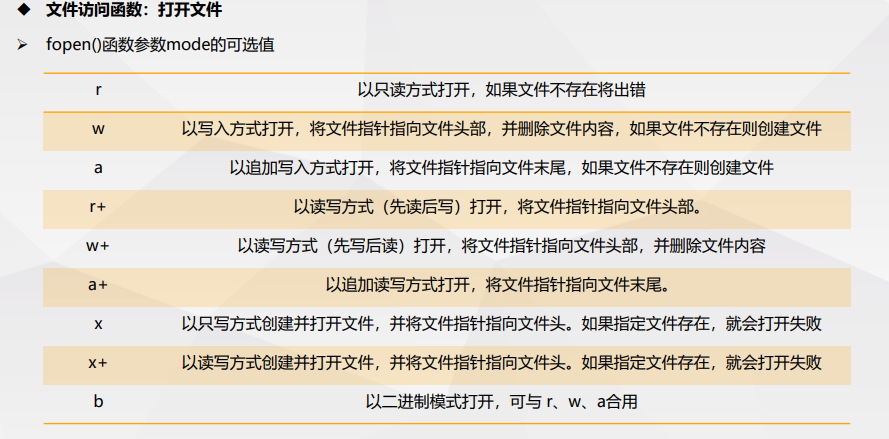 ◆ 文件访问函数：打开文件
➢ fopen()函数参数mode的可选值
r 以只读方式打开，如果文件不存在将出错
w 以写入方式打开，将文件指针指向文件头部，并删除文件内容，如果文件不存在则创建文件
a 以追加写入方式打开，将文件指针指向文件末尾，如果文件不存在则创建文件
r+ 以读写方式（先读后写）打开，将文件指针指向文件头部。
w+ 以读写方式（先写后读）打开，将文件指针指向文件头部，并删除文件内容
a+ 以追加读写方式打开，将文件指针指向文件末尾。
x 以只写方式创建并打开文件，并将文件指针指向文件头。如果指定文件存在，就会打开失败
x+ 以读写方式创建并打开文件，并将文件指针指向文件头。如果指定文件存在，就会打开失败
b 以二进制模式打开，可与 r、w、a合用